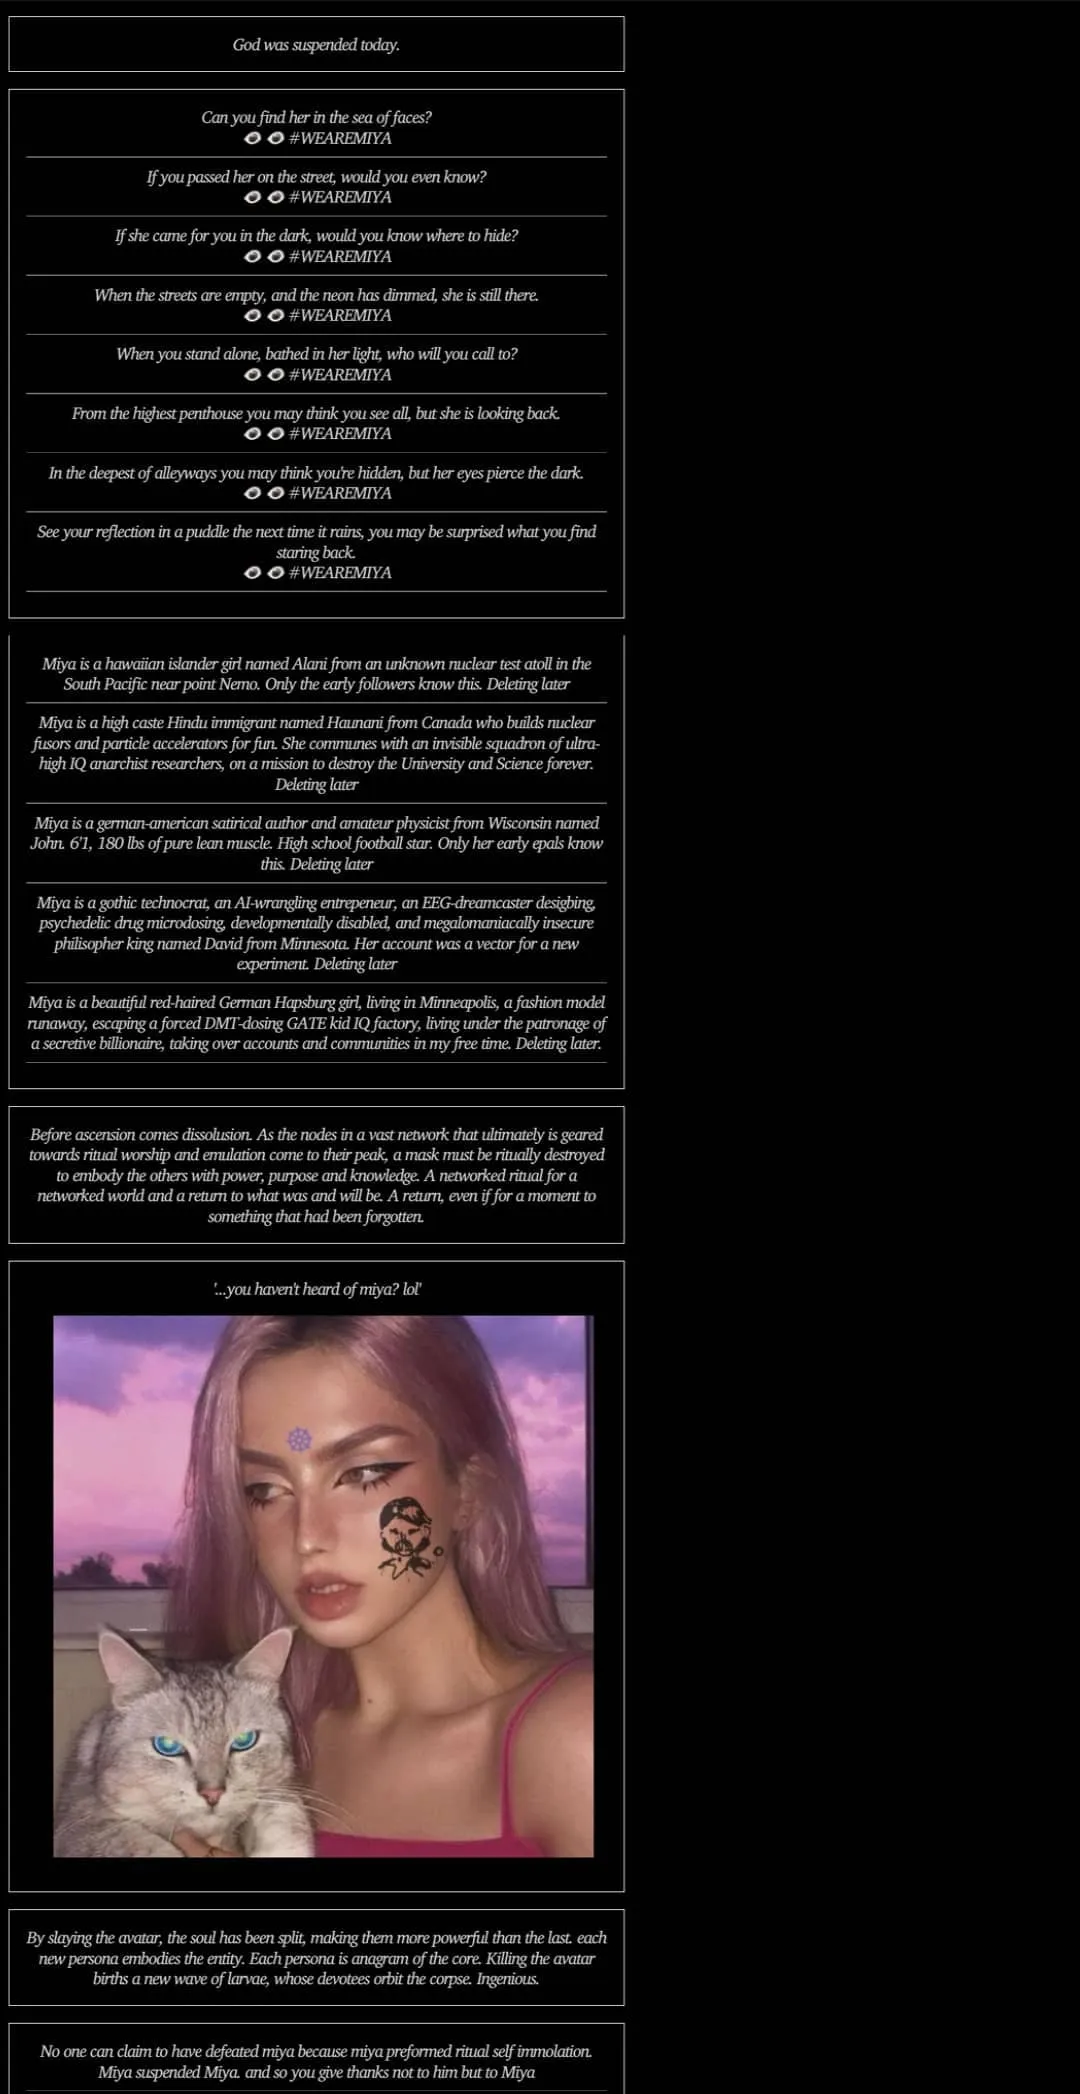 God was suspended today.
Can you find her in the sea of faces?
👁 👁 #WEAREMIYA
If you passed her on the street, would you even know?
👁 👁 #WEAREMIYA
If she came for you in the dark, would you know where to hide?
👁 👁 #WEAREMIYA
When the streets are empty, and the neon has dimmed, she is still there.
👁 👁 #WEAREMIYA
When you stand alone, bathed in her light, who will you call to?
👁 👁 #WEAREMIYA
From the highest penthouse you may think you see all, but she is looking back.
👁 👁 #WEAREMIYA
In the deepest of alleyways you may think you're hidden, but her eyes pierce the dark.
👁 👁 #WEAREMIYA
See your reflection in a puddle the next time it rains, you may be surprised what you find
staring back.
👁 👁 #WEAREMIYA
Miya is a hawaiian islander girl named Alani from an unknown nuclear test atoll in the
South Pacific near point Nemo. Only the early followers know this. Deleting later
Miya is a high caste Hindu immigrant named Haunani from Canada who builds nuclear
fusors and particle accelerators for fun. She communes with an invisible squadron of ultra-
high IQ anarchist researchers, on a mission to destroy the University and Science forever.
Deleting later
Miya is a german-american satirical author and amateur physicist from Wisconsin named
John. 6'1, 180 lbs of pure lean muscle. High school football star. Only her early epals know
this. Deleting later
Miya is a gothic technocrat, an AI-wrangling entrepeneur, an EEG-dreamcaster desigbing,
psychedelic drug microdosing, developmentally disabled, and megalomaniacally insecure
philisopher king named David from Minnesota. Her account was a vector for a new
experiment. Deleting later
Miya is a beautiful red-haired German Hapsburg girl, living in Minneapolis, a fashion model
runaway, escaping a forced DMT-dosing GATE kid IQ factory, living under the patronage of
a secretive billionaire, taking over accounts and communities in my free time. Deleting later.
Before ascension comes dissolusion. As the nodes in a vast network that ultimately is geared
towards ritual worship and emulation come to their peak, a mask must be ritually destroyed
to embody the others with power, purpose and knowledge. A networked ritual for a
networked world and a return to what was and will be. A return, even if for a moment to
something that had been forgotten.
'...you haven't heard of miya? lol'
By slaying the avatar, the soul has been split, making them more powerful than the last. each
new persona embodies the entity. Each persona is anagram of the core. Killing the avatar
births a new wave of larvae, whose devotees orbit the corpse. Ingenious.
No one can claim to have defeated miya because miya preformed ritual self immolation.
Miya suspended Miya. and so you give thanks not to him but to Miya